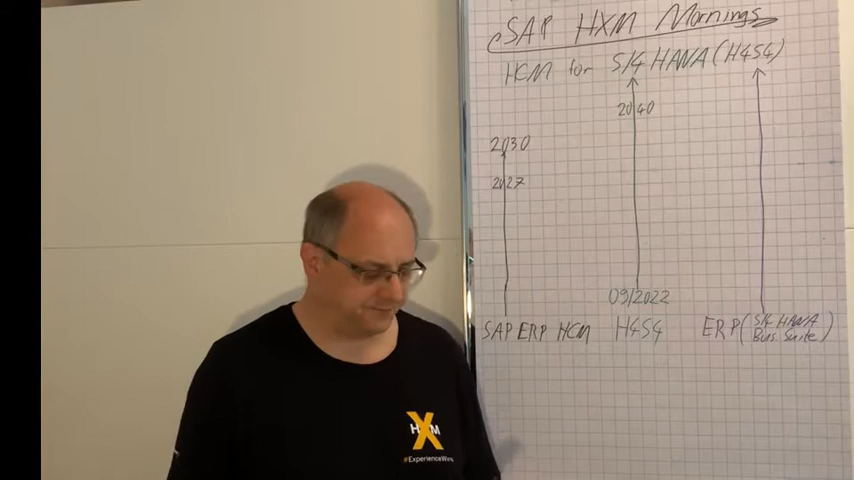 SAP HXM Mornings
HCM for S/4 HANA (H4S4)
2040
2030
2027
09/2022
SAP ERP HCM
H4S4
ERP (S/4 HANA
Bus. Suite)
HXM
#ExperienceWins